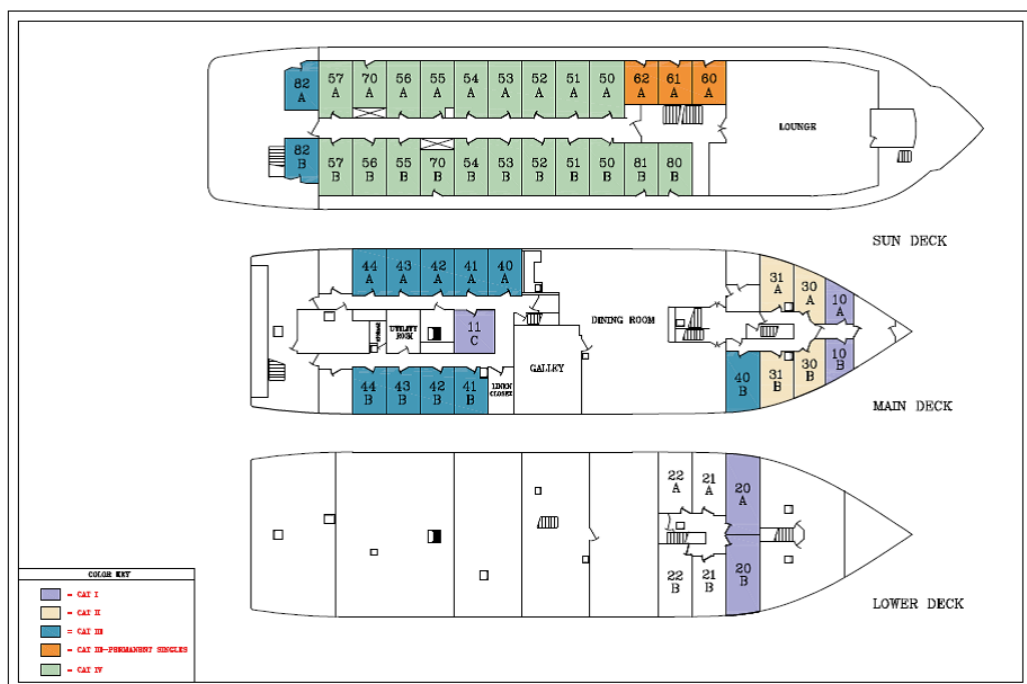 82 A
57 A
70 A
56 A
55 A
54 A
53 A
52 A
51 A
50 A
62 A
61 A
60 A
LOUNGE
82 B
57 B
56 B
55 B
70 B
54 B
53 B
52 B
51 B
50 B
81 B
80 B
SUN DECK
44 A
43 A
42 A
41 A
40 A
31 A
30 A
10 A
UTILITY ROOM
11 C
DINING ROOM
GALLEY
44 B
43 B
42 B
41 B
LINEN CLOSET
40 B
31 B
30 B
10 B
MAIN DECK
22 A
21 A
20 A
22 B
21 B
20 B
LOWER DECK
COLOR KEY
= CAT I
= CAT II
= CAT III
= CAT III-PERMANENT SINGLES
= CAT IV